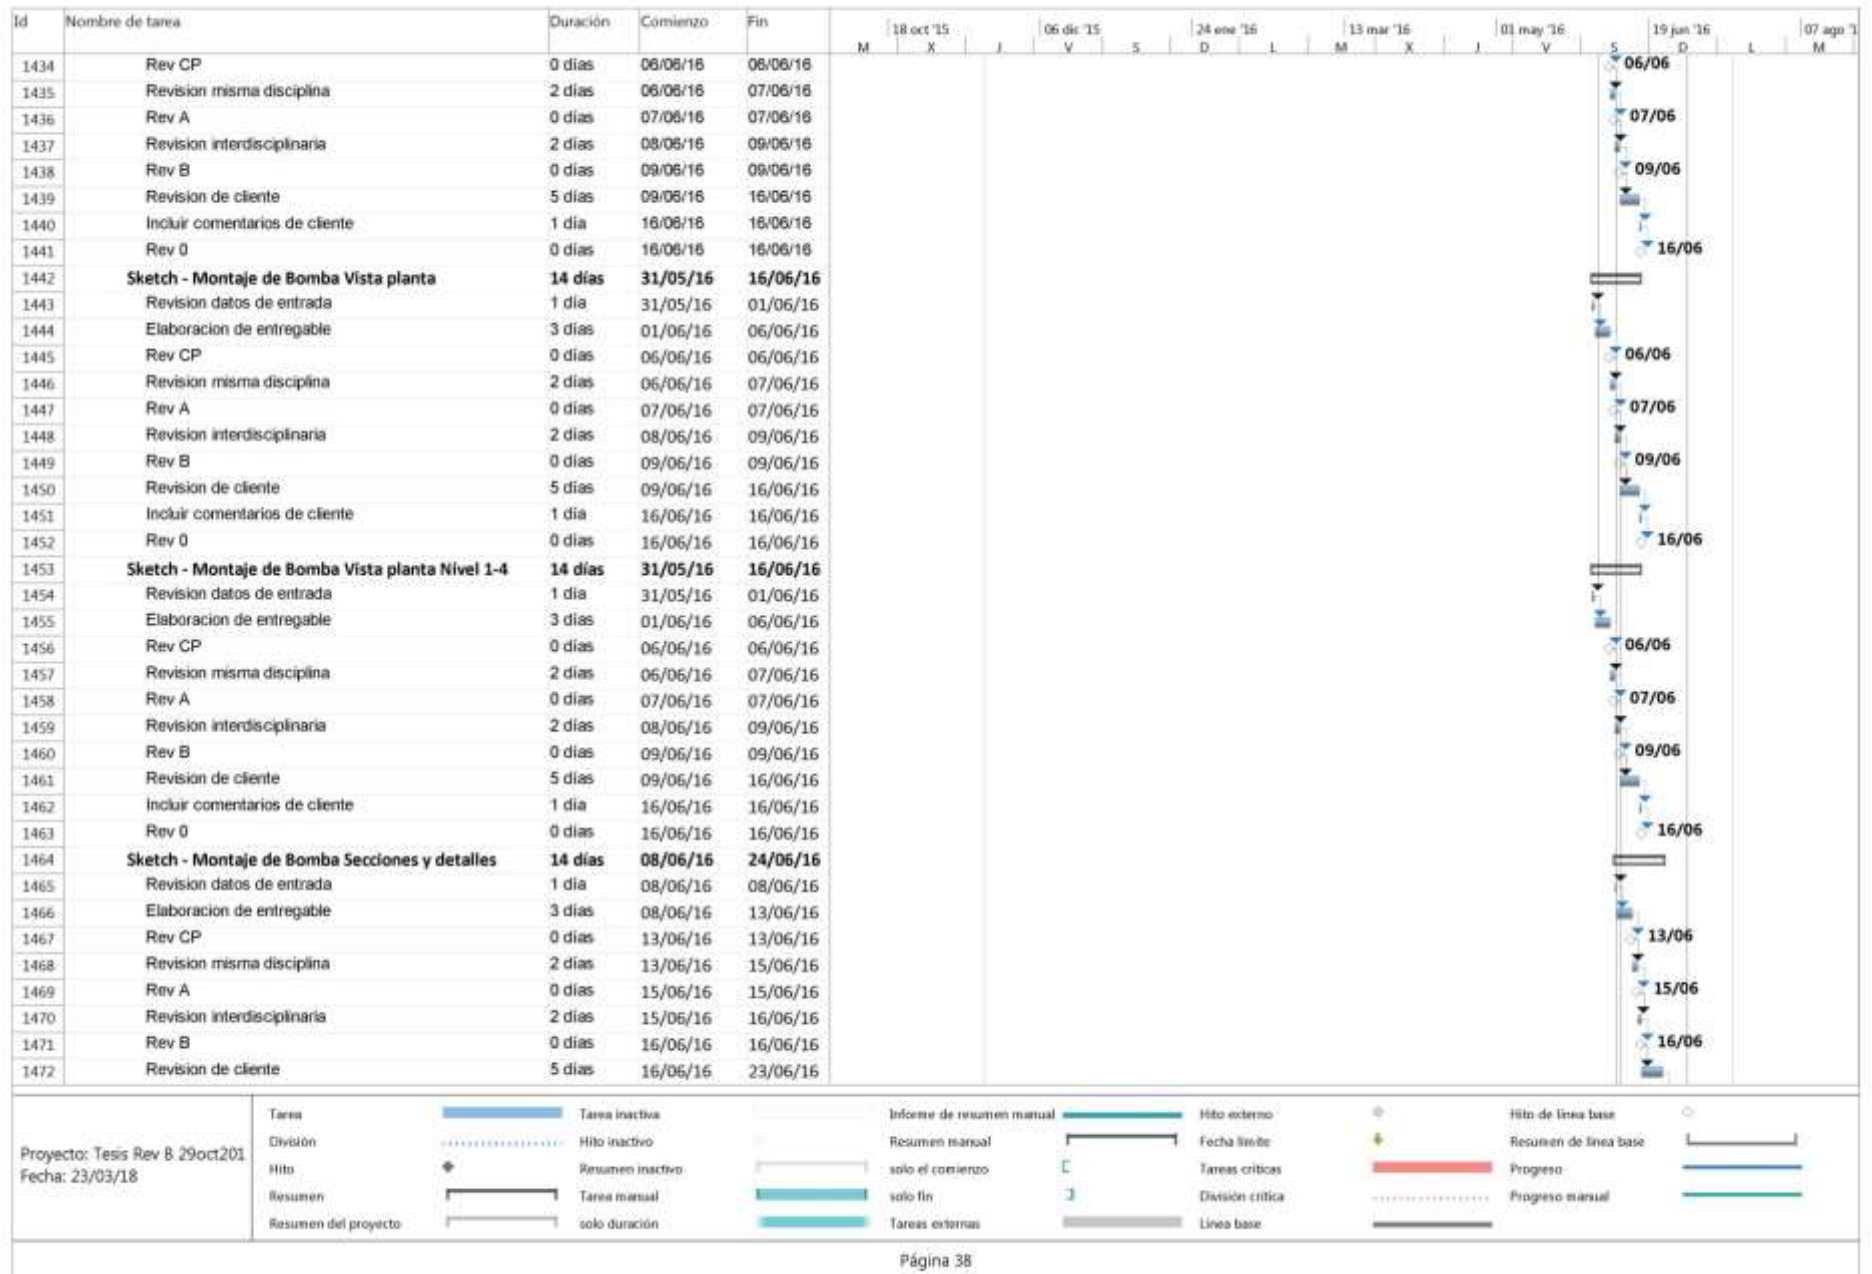 Id Nombre de tarea Duración Comienzo Fin 18 oct '15 06 dic '15 24 ene '16 13 mar '16 01 may '16 19 jun '16 07 ago '1
M X J V S D L M X J V S D L M
1434 Rev CP 0 días 06/06/16 06/06/16 06/06
1435 Revision misma disciplina 2 días 06/06/16 07/06/16
1436 Rev A 0 días 07/06/16 07/06/16 07/06
1437 Revision interdisciplinaria 2 días 08/06/16 09/06/16
1438 Rev B 0 días 09/06/16 09/06/16 09/06
1439 Revision de cliente 5 días 09/06/16 16/06/16
1440 Incluir comentarios de cliente 1 día 16/06/16 16/06/16
1441 Rev 0 0 días 16/06/16 16/06/16 16/06
1442 Sketch - Montaje de Bomba Vista planta 14 días 31/05/16 16/06/16
1443 Revision datos de entrada 1 día 31/05/16 01/06/16
1444 Elaboracion de entregable 3 días 01/06/16 06/06/16
1445 Rev CP 0 días 06/06/16 06/06/16 06/06
1446 Revision misma disciplina 2 días 06/06/16 07/06/16
1447 Rev A 0 días 07/06/16 07/06/16 07/06
1448 Revision interdisciplinaria 2 días 08/06/16 09/06/16
1449 Rev B 0 días 09/06/16 09/06/16 09/06
1450 Revision de cliente 5 días 09/06/16 16/06/16
1451 Incluir comentarios de cliente 1 día 16/06/16 16/06/16
1452 Rev 0 0 días 16/06/16 16/06/16 16/06
1453 Sketch - Montaje de Bomba Vista planta Nivel 1-4 14 días 31/05/16 16/06/16
1454 Revision datos de entrada 1 día 31/05/16 01/06/16
1455 Elaboracion de entregable 3 días 01/06/16 06/06/16
1456 Rev CP 0 días 06/06/16 06/06/16 06/06
1457 Revision misma disciplina 2 días 06/06/16 07/06/16
1458 Rev A 0 días 07/06/16 07/06/16 07/06
1459 Revision interdisciplinaria 2 días 08/06/16 09/06/16
1460 Rev B 0 días 09/06/16 09/06/16 09/06
1461 Revision de cliente 5 días 09/06/16 16/06/16
1462 Incluir comentarios de cliente 1 día 16/06/16 16/06/16
1463 Rev 0 0 días 16/06/16 16/06/16 16/06
1464 Sketch - Montaje de Bomba Secciones y detalles 14 días 08/06/16 24/06/16
1465 Revision datos de entrada 1 día 08/06/16 08/06/16
1466 Elaboracion de entregable 3 días 08/06/16 13/06/16
1467 Rev CP 0 días 13/06/16 13/06/16 13/06
1468 Revision misma disciplina 2 días 13/06/16 15/06/16
1469 Rev A 0 días 15/06/16 15/06/16 15/06
1470 Revision interdisciplinaria 2 días 15/06/16 16/06/16
1471 Rev B 0 días 16/06/16 16/06/16 16/06
1472 Revision de cliente 5 días 16/06/16 23/06/16
Proyecto: Tesis Rev B 29oct201
Fecha: 23/03/18
Tarea Tarea inactiva Informe de resumen manual Hito externo Hito de línea base
División Hito inactivo Resumen manual Fecha límite Resumen de línea base
Hito Resumen inactivo solo el comienzo Tareas críticas Progreso
Resumen Tarea manual solo fin División crítica Progreso manual
Resumen del proyecto solo duración Tareas externas Línea base
Página 38